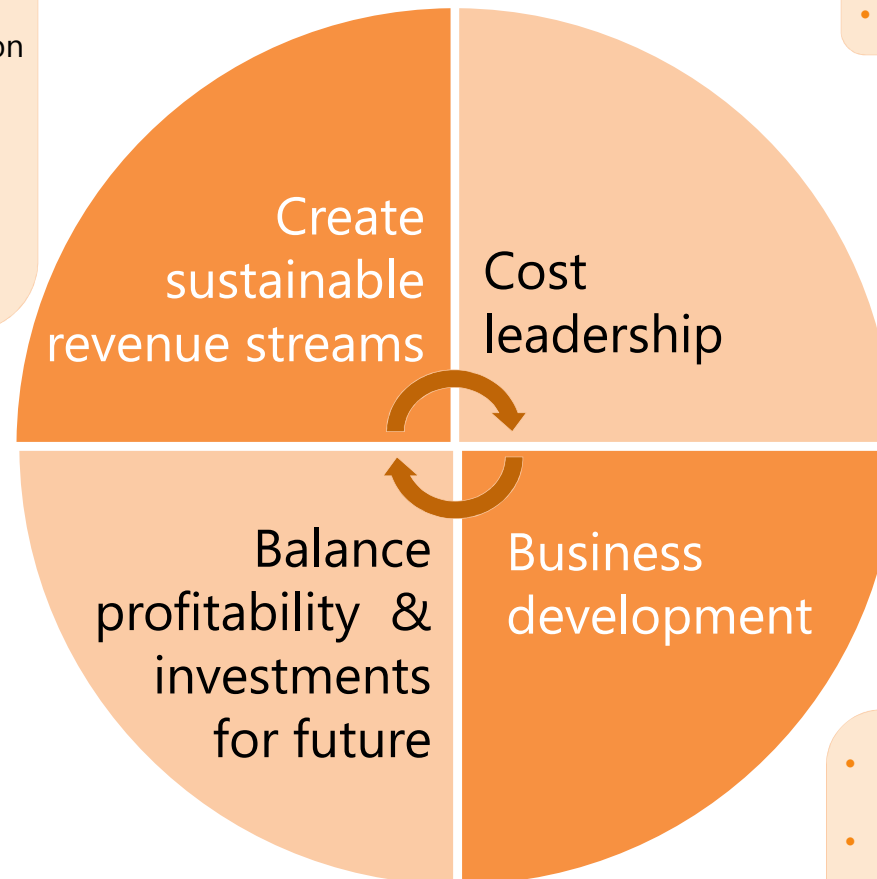 Create
sustainable
revenue streams
Cost
leadership
Balance
profitability & 
investments
for future
Business
development